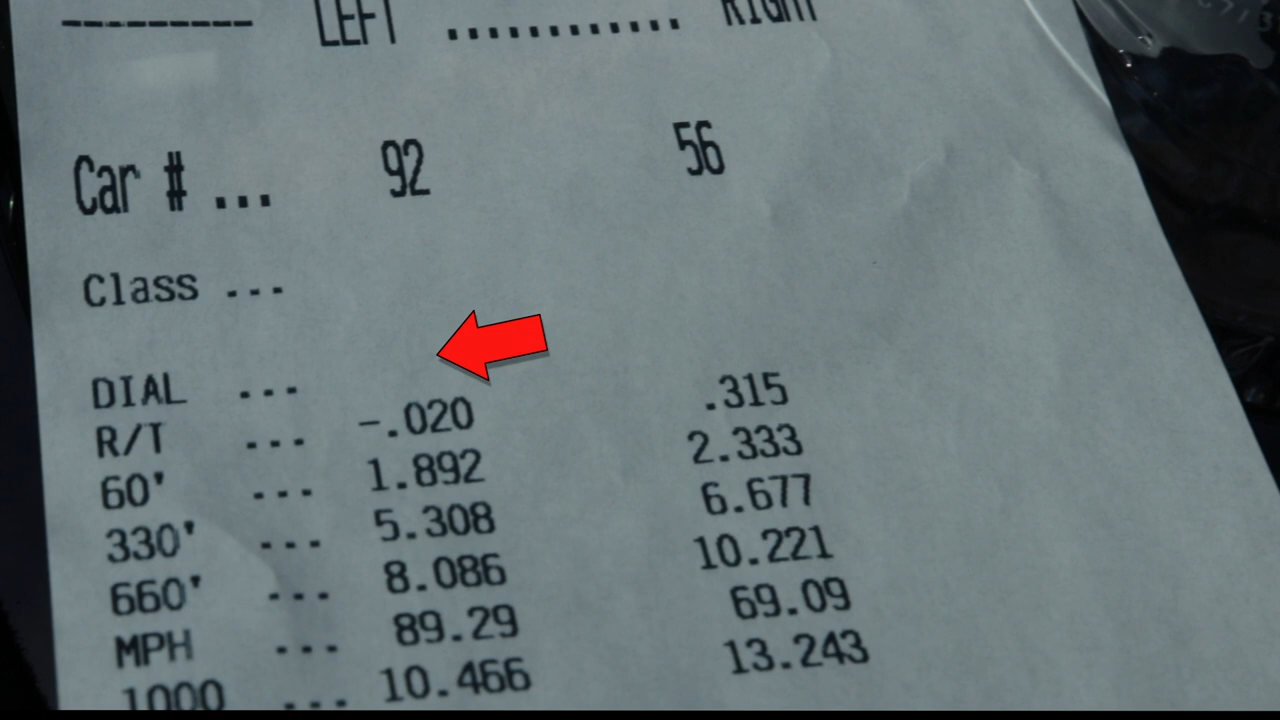 --------- LEFT ............ RIGHT
Car # ... 92 56
Class ...
DIAL ...
R/T ... -.020 .315
60' ... 1.892 2.333
330' ... 5.308 6.677
660' ... 8.086 10.221
MPH ... 89.29 69.09
1000 ... 10.466 13.243